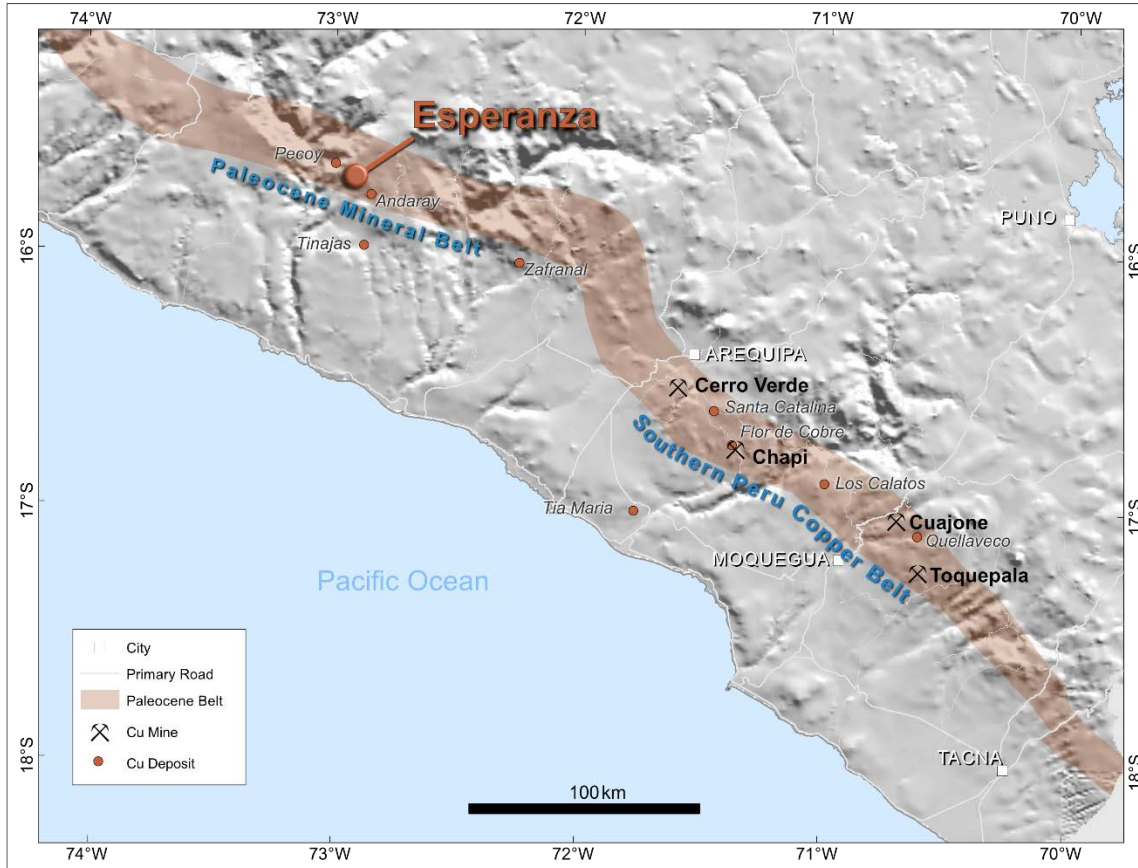 74°W
73°W
72°W
71°W
70°W
Esperanza
Pecoy
Paleocene Mineral Belt
Andaray
PUNO
Tinajas
16°S
16°S
Zafranal
AREQUIPA
Cerro Verde
Santa Catalina
Southern Peru Copper Belt
Flor de Cobre
Chapi
Los Calatos
17°S
17°S
Tia Maria
Cuajone
Quellaveco
MOQUEGUA
Toquepala
Pacific Ocean
City
Primary Road
Paleocene Belt
Cu Mine
Cu Deposit
18°S
18°S
TACNA
100 km
74°W
73°W
72°W
71°W
70°W